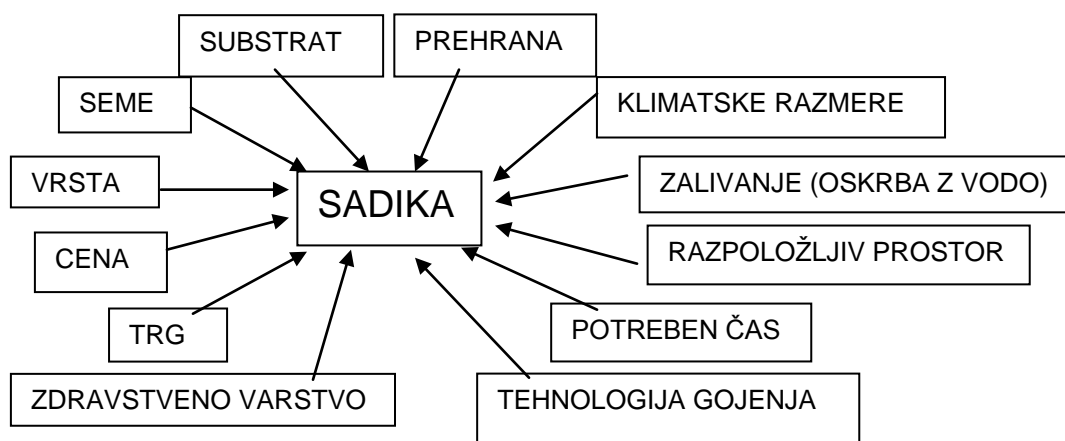 SUBSTRAT
PREHRANA
SEME
KLIMATSKE RAZMERE
VRSTA
SADIKA
ZALIVANJE (OSKRBA Z VODO)
CENA
RAZPOLOŽLJIV PROSTOR
TRG
POTREBEN ČAS
ZDRAVSTVENO VARSTVO
TEHNOLOGIJA GOJENJA